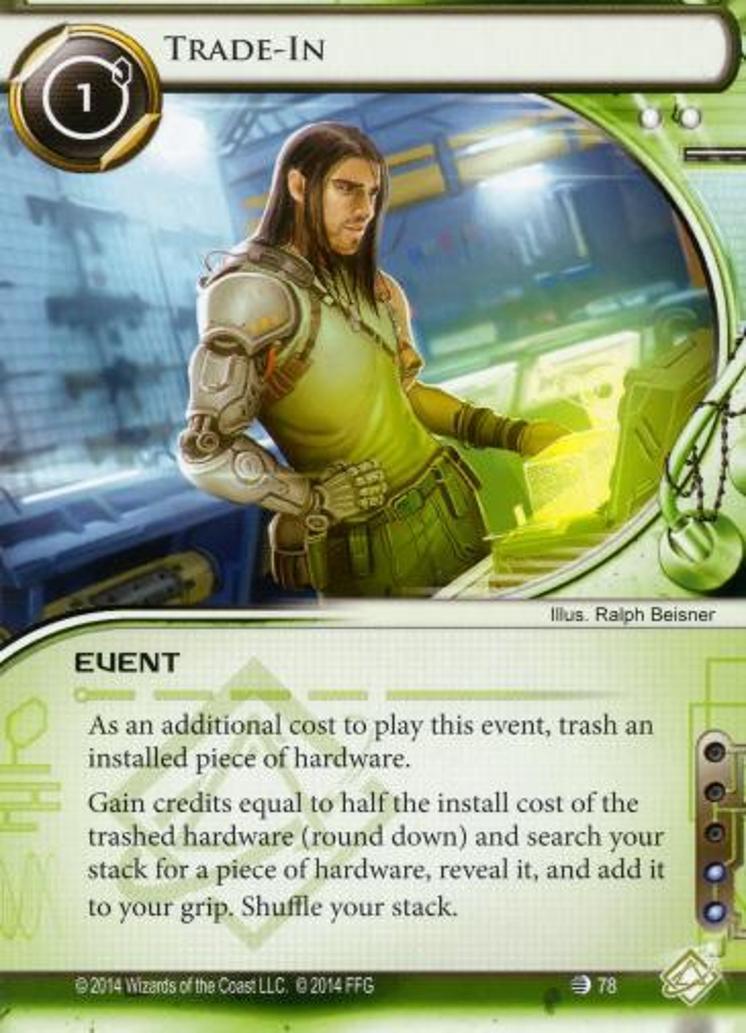 Trade-In
1
Illus. Ralph Beisner
EVENT
As an additional cost to play this event, trash an
installed piece of hardware.
Gain credits equal to half the install cost of the
trashed hardware (round down) and search your
stack for a piece of hardware, reveal it, and add it
to your grip. Shuffle your stack.
© 2014 Wizards of the Coast LLC. © 2014 FFG
78